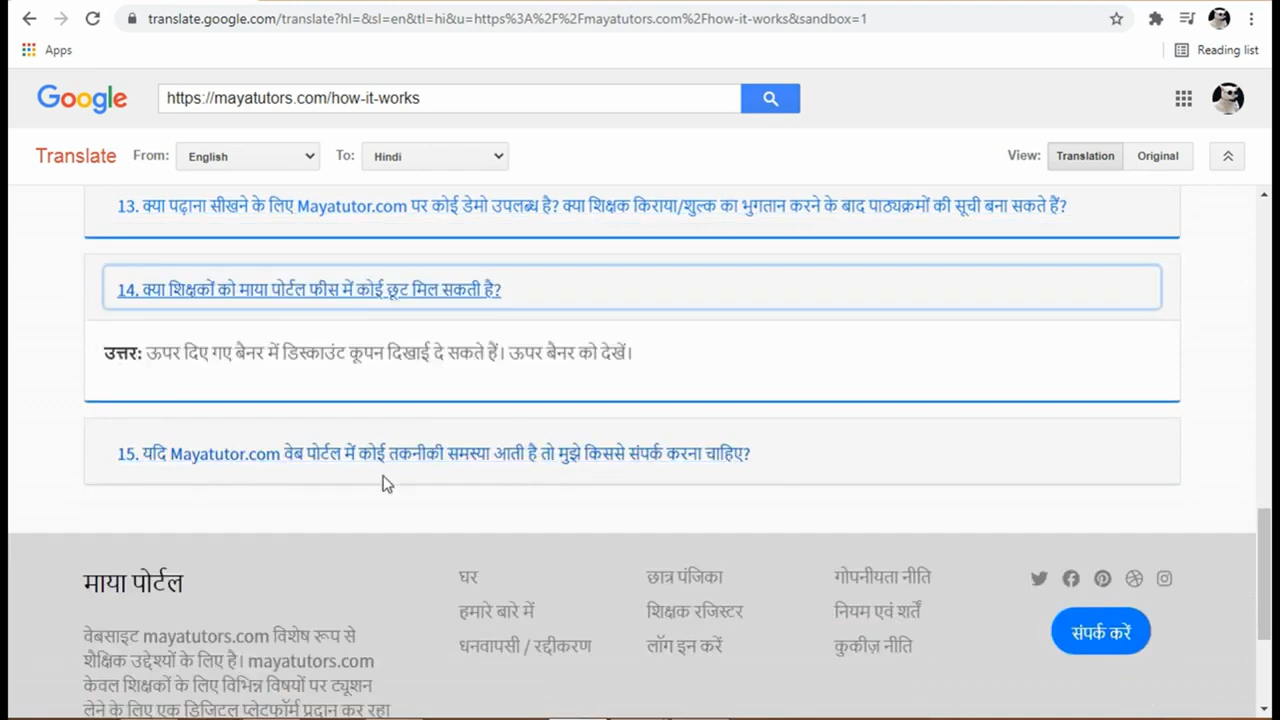 translate.google.com/translate?hl=&sl=en&tl=hi&u=https%3A%2F%2Fmayatutors.com%2Fhow-it-works&sandbox=1
Apps
Reading list
Google
https://mayatutors.com/how-it-works
Translate From: English To: Hindi View: Translation Original
13. क्या पढ़ाना सीखने के लिए Mayatutor.com पर कोई डेमो उपलब्ध है? क्या शिक्षक किराया/शुल्क का भुगतान करने के बाद पाठ्यक्रमों की सूची बना सकते हैं?
14. क्या शिक्षकों को माया पोर्टल फीस में कोई छूट मिल सकती है?
उत्तर: ऊपर दिए गए बैनर में डिस्काउंट कूपन दिखाई दे सकते हैं। ऊपर बैनर को देखें।
15. यदि Mayatutor.com वेब पोर्टल में कोई तकनीकी समस्या आती है तो मुझे किससे संपर्क करना चाहिए?
माया पोर्टल
वेबसाइट mayatutors.com विशेष रूप से
शैक्षिक उद्देश्यों के लिए है। mayatutors.com
केवल शिक्षकों के लिए विभिन्न विषयों पर ट्यूशन
लेने के लिए एक डिजिटल प्लेटफॉर्म प्रदान कर रहा
घर
हमारे बारे में
धनवापसी / रद्दीकरण
छात्र पंजिका
शिक्षक रजिस्टर
लॉग इन करें
गोपनीयता नीति
नियम एवं शर्तें
कुकीज़ नीति
संपर्क करें